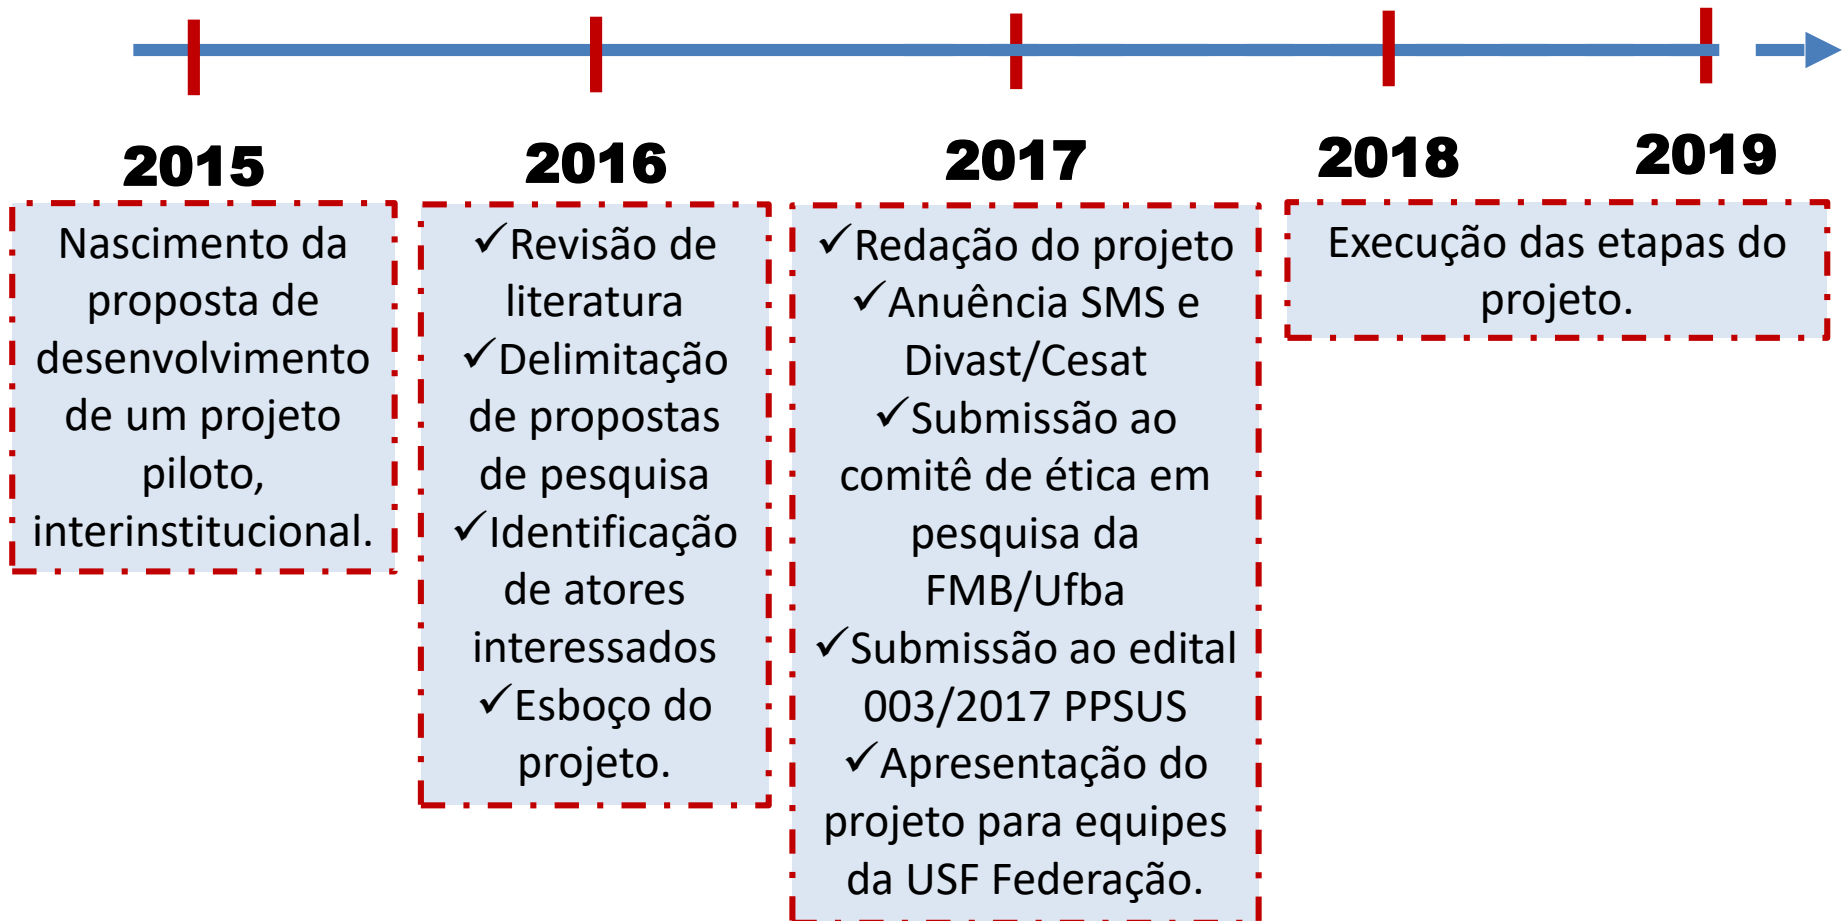 2015
Nascimento da
proposta de
desenvolvimento
de um projeto
piloto,
interinstitucional.
2016
✓Revisão de
literatura
✓Delimitação
de propostas
de pesquisa
✓Identificação
de atores
interessados
✓Esboço do
projeto.
2017
✓Redação do projeto
✓Anuência SMS e
Divast/Cesat
✓Submissão ao
comitê de ética em
pesquisa da
FMB/Ufba
✓Submissão ao edital
003/2017 PPSUS
✓Apresentação do
projeto para equipes
da USF Federação.
2018
2019
Execução das etapas do
projeto.